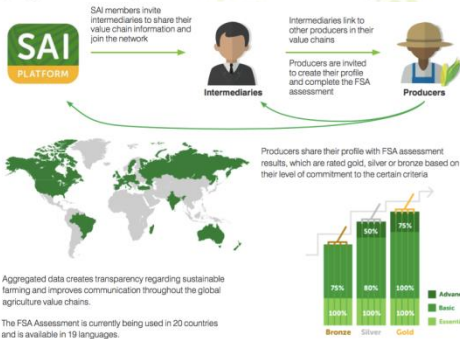 SAI members invite
intermediaries to share their
value chain information and
join the network
SAI
PLATFORM
Intermediaries
Intermediaries link to
other producers in their
value chains
Producers are invited
to create their profile
and complete the FSA
assessment
Producers
Producers share their profile with FSA assessment
results, which are rated gold, silver or bronze based on
their level of commitment to the certain criteria
Aggregated data creates transparency regarding sustainable
farming and improves communication throughout the global
agriculture value chains.
The FSA Assessment is currently being used in 20 countries
and is available in 19 languages.
50%
75%
75%
80%
100%
100%
100%
100%
Bronze
Silver
Gold
Basic